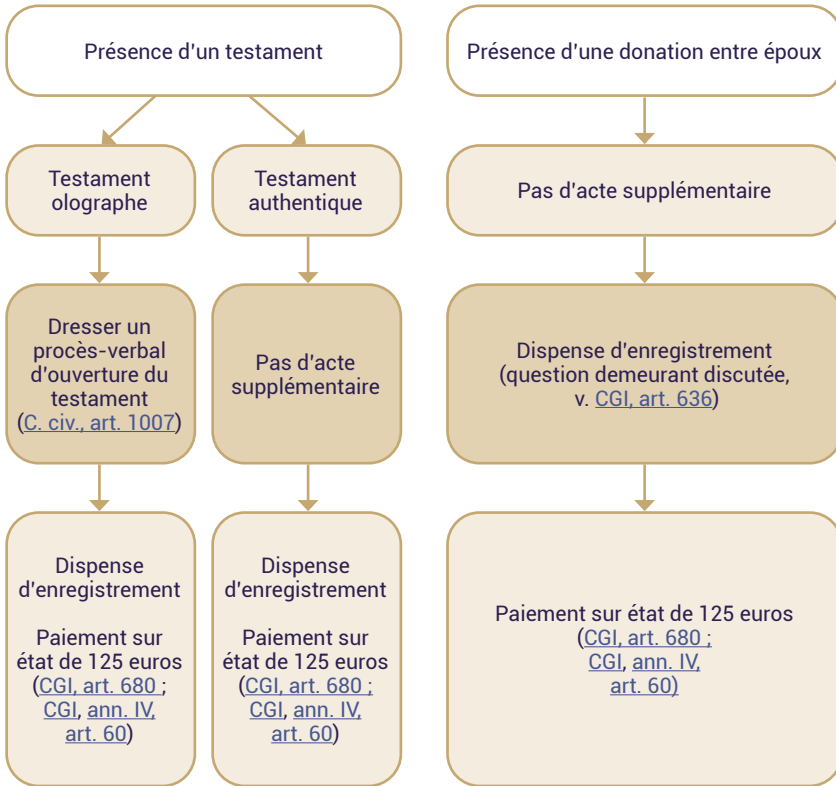 Présence d'un testament
Présence d'une donation entre époux
Testament
olographe
Testament
authentique
Pas d'acte supplémentaire
Dresser un
procès-verbal
d'ouverture du
testament
(C. civ., art. 1007)
Pas d'acte
supplémentaire
Dispense d'enregistrement
(question demeurant discutée,
v. CGI, art. 636)
Dispense
d'enregistrement
Paiement sur
état de 125 euros
(CGI, art. 680 ;
CGI, ann. IV,
art. 60)
Dispense
d'enregistrement
Paiement sur
état de 125 euros
(CGI, art. 680 ;
CGI, ann. IV,
art. 60)
Paiement sur état de 125 euros
(CGI, art. 680 ;
CGI, ann. IV,
art. 60)